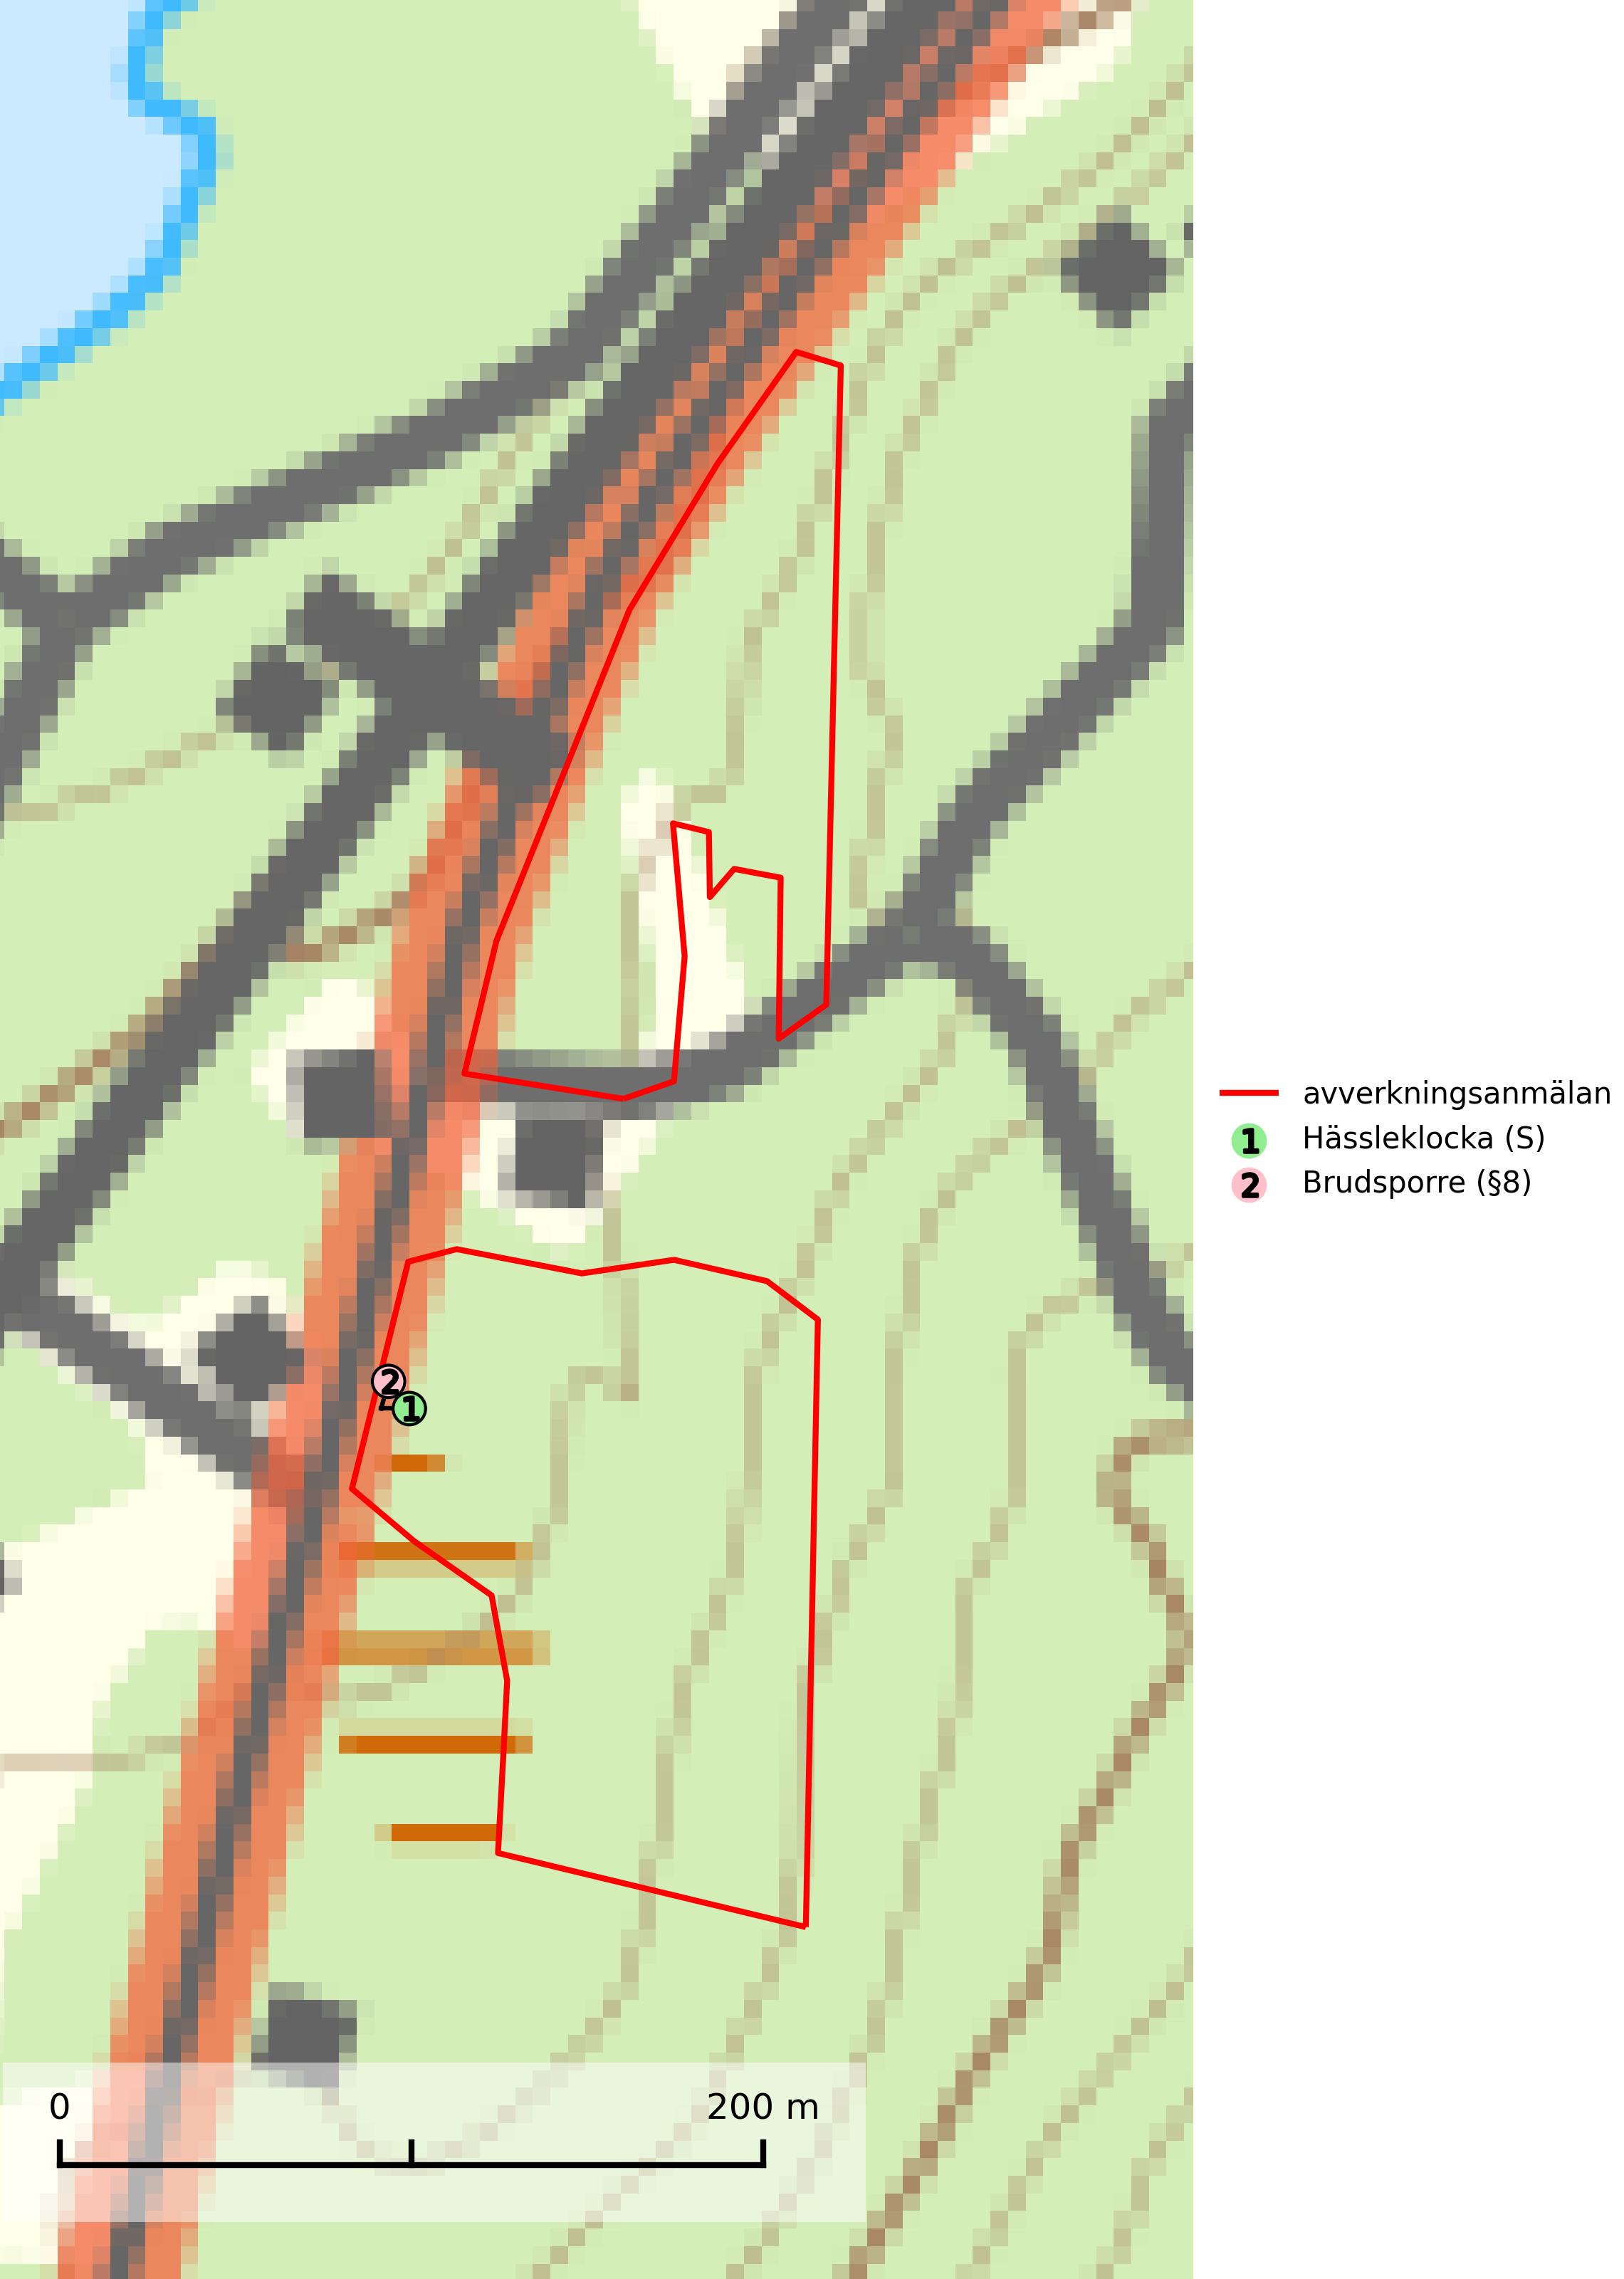 2
1
avverkningsanmälan
1 Hässleklocka (S)
2 Brudsporre (§8)
0 200 m